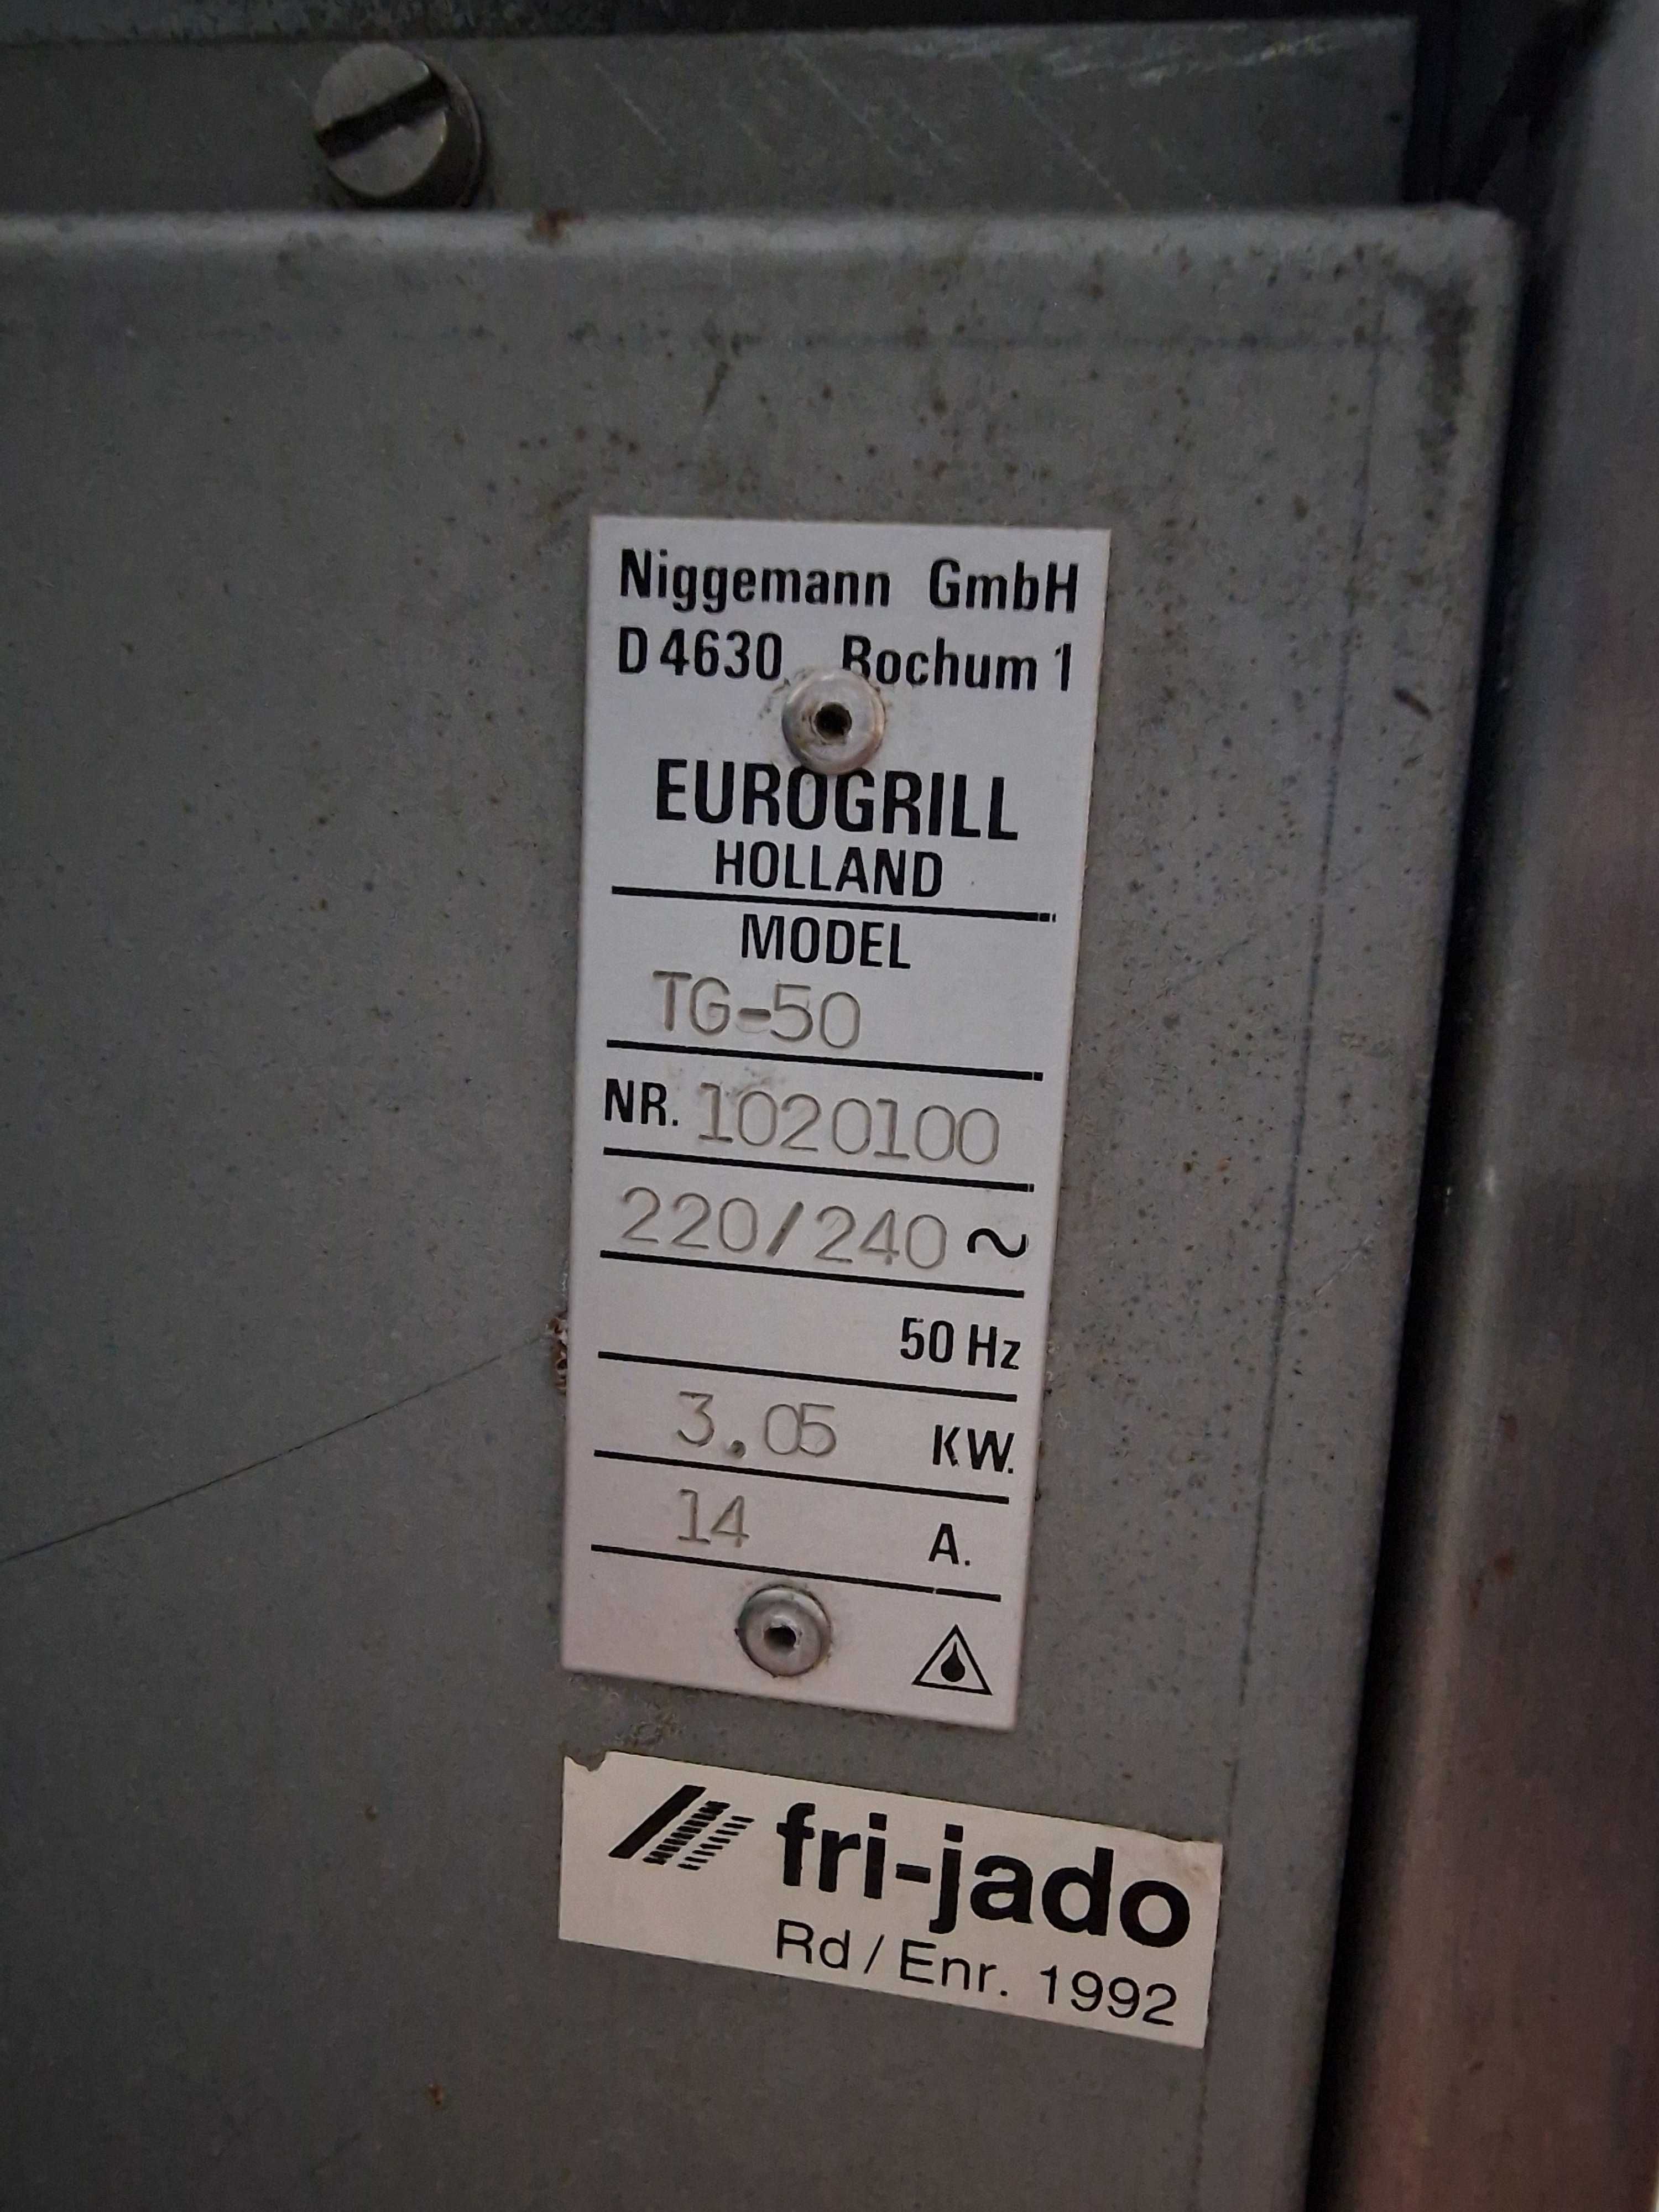 Niggemann GmbH
D 4630 Bochum 1
EUROGRILL
HOLLAND
MODEL
TG-50
NR. 1020100
220/240 ~
50 Hz
3.05 KW.
14 A.
fri-jado
Rd / Enr. 1992